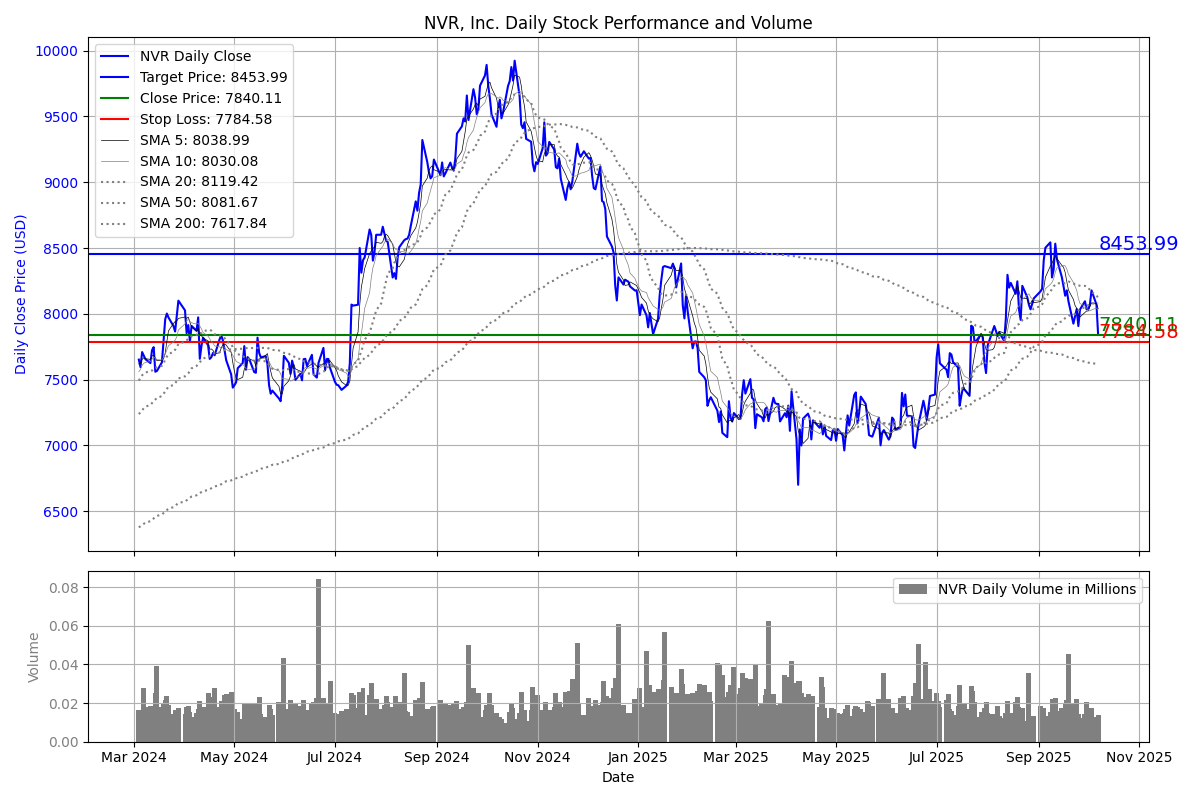 NVR, Inc. Daily Stock Performance and Volume
10000
9500
9000
8500
8000
7500
7000
6500
Daily Close Price (USD)
NVR Daily Close
Target Price: 8453.99
Close Price: 7840.11
Stop Loss: 7784.58
SMA 5: 8038.99
SMA 10: 8030.08
SMA 20: 8119.42
SMA 50: 8081.67
SMA 200: 7617.84
8453.99
7840.11
7784.58
0.08
0.06
0.04
0.02
0.00
Volume
NVR Daily Volume in Millions
Mar 2024
May 2024
Jul 2024
Sep 2024
Nov 2024
Jan 2025
Mar 2025
May 2025
Jul 2025
Sep 2025
Nov 2025
Date